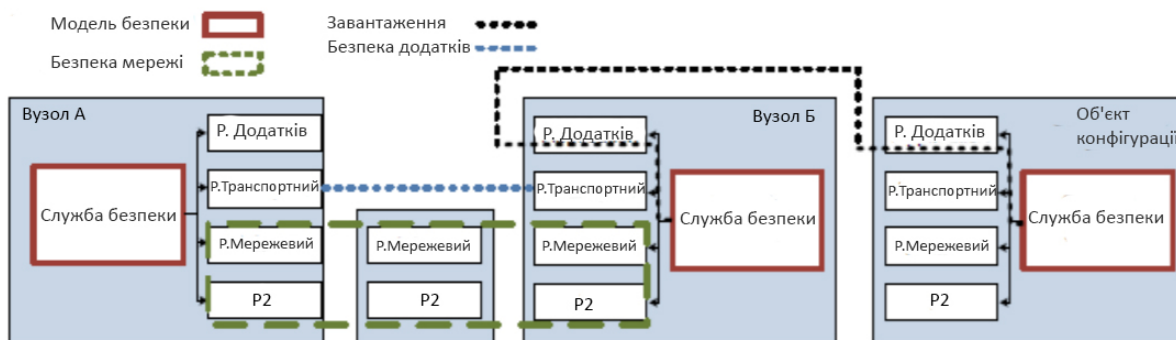 Модель безпеки
Завантаження
Безпека додатків
Безпека мережі
Вузол А
Р. Додатків
Р.Транспортний
Служба безпеки
Р.Мережевий
Р2
Р.Мережевий
Р2
Вузол Б
Р. Додатків
Р.Транспортний
Служба безпеки
Р.Мережевий
Р2
Об'єкт
конфігурації
Р. Додатків
Р.Транспортний
Служба безпеки
Р.Мережевий
Р2